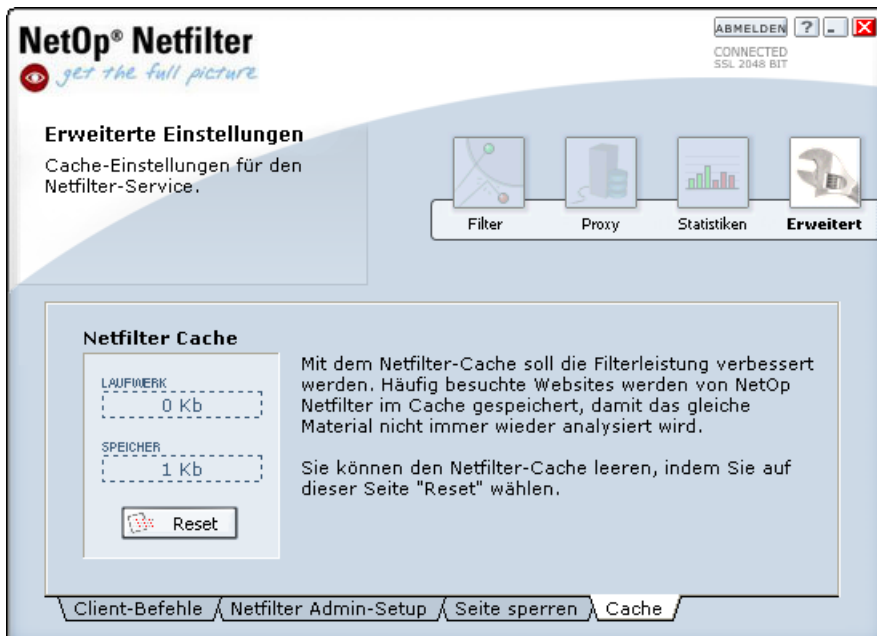 NetOp® Netfilter
get the full picture
ABMELDEN ? -  X
CONNECTED
SSL 2048 BIT
Erweiterte Einstellungen
Cache-Einstellungen für den
Netfilter-Service.
Filter
Proxy
Statistiken
Erweitert
Netfilter Cache
LAUFWERK
0 Kb
SPEICHER
1 Kb
Reset
Mit dem Netfilter-Cache soll die Filterleistung verbessert
werden. Häufig besuchte Websites werden von NetOp
Netfilter im Cache gespeichert, damit das gleiche
Material nicht immer wieder analysiert wird.
Sie können den Netfilter-Cache leeren, indem Sie auf
dieser Seite "Reset" wählen.
Client-Befehle
Netfilter Admin-Setup
Seite sperren
Cache